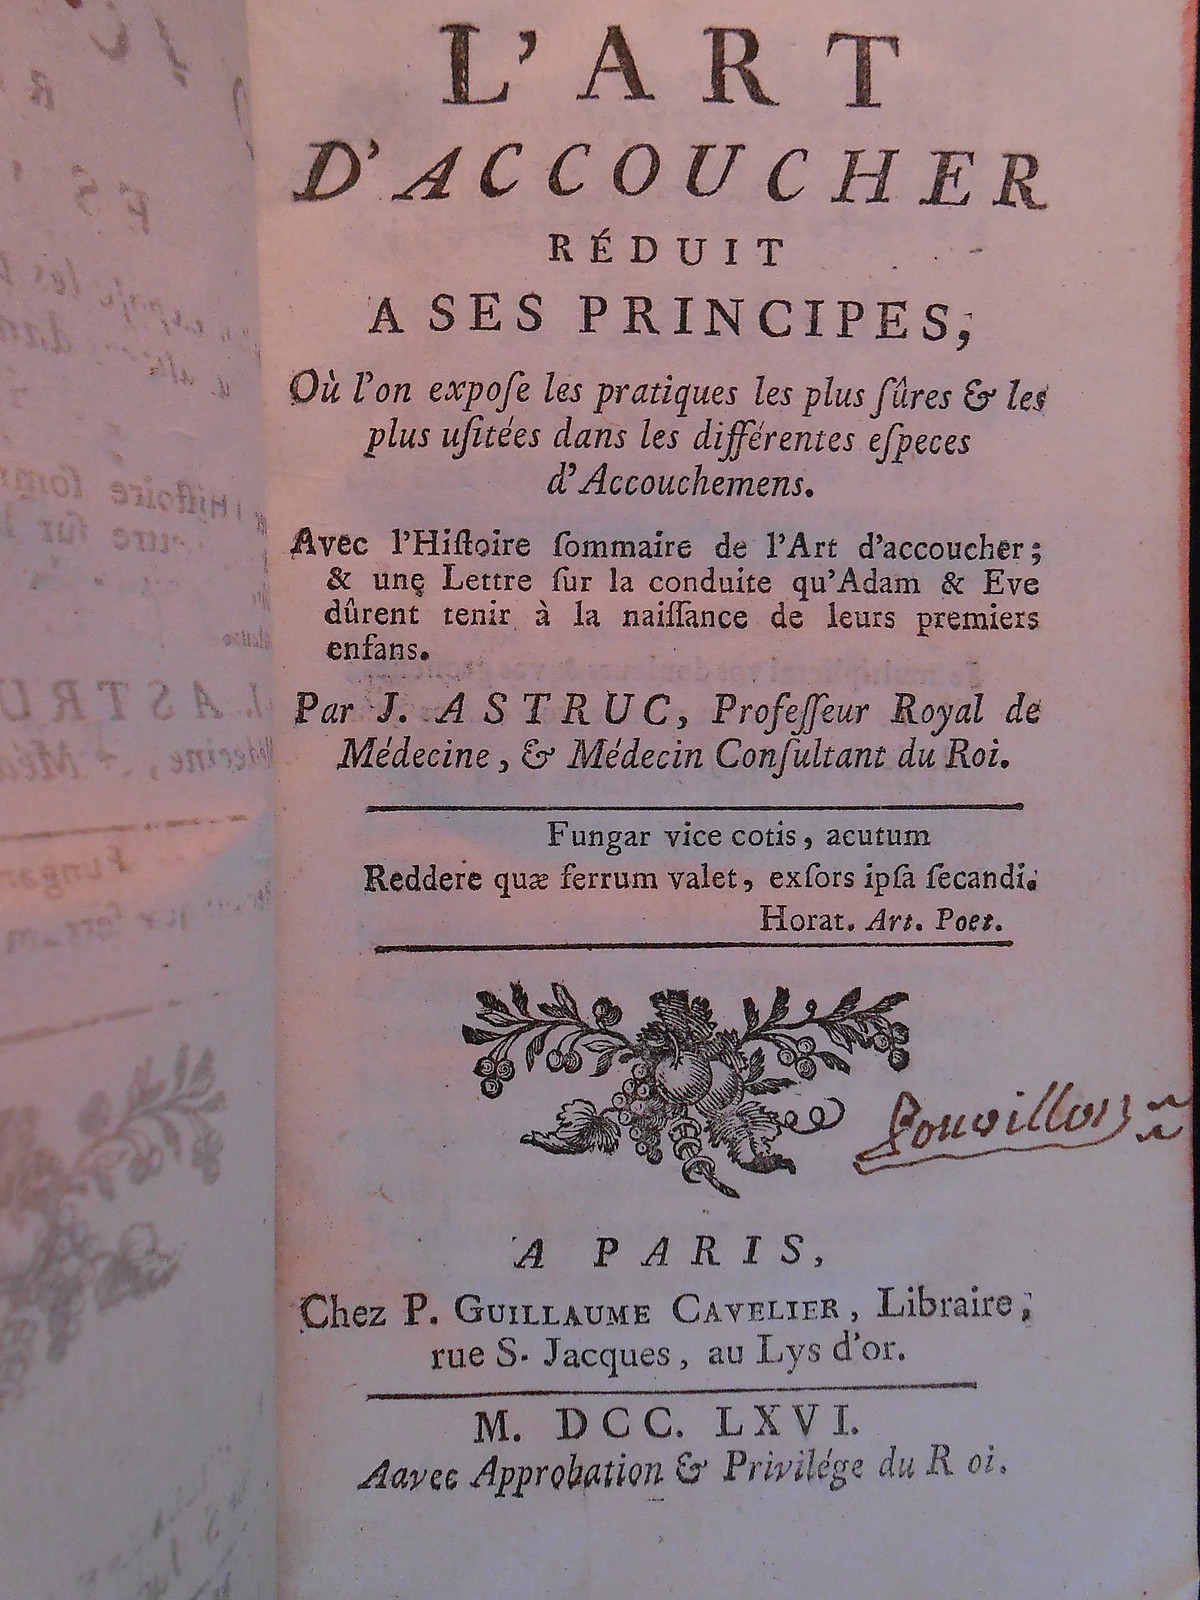 L'ART
D'ACCOUCHER
RÉDUIT
A SES PRINCIPES,
Où l'on expoſe les pratiques les plus ſûres & les
plus uſitées dans les différentes eſpeces
d'Accouchemens.
Avec l'Hiſtoire ſommaire de l'Art d'accoucher;
& une Lettre ſur la conduite qu'Adam & Eve
dûrent tenir à la naiſſance de leurs premiers
enfans.
Par J. ASTRUC, Profeſſeur Royal de
Médecine, & Médecin Conſultant du Roi.
Fungar vice cotis, acutum
Reddere quæ ferrum valet, exſors ipſa ſecandi.
Horat. Art. Poet.
Pouvillon
A PARIS,
Chez P. GUILLAUME CAVELIER, Libraire,
rue S. Jacques, au Lys d'or.
M. DCC. LXVI.
Aavec Approbation & Privilége du R oi.